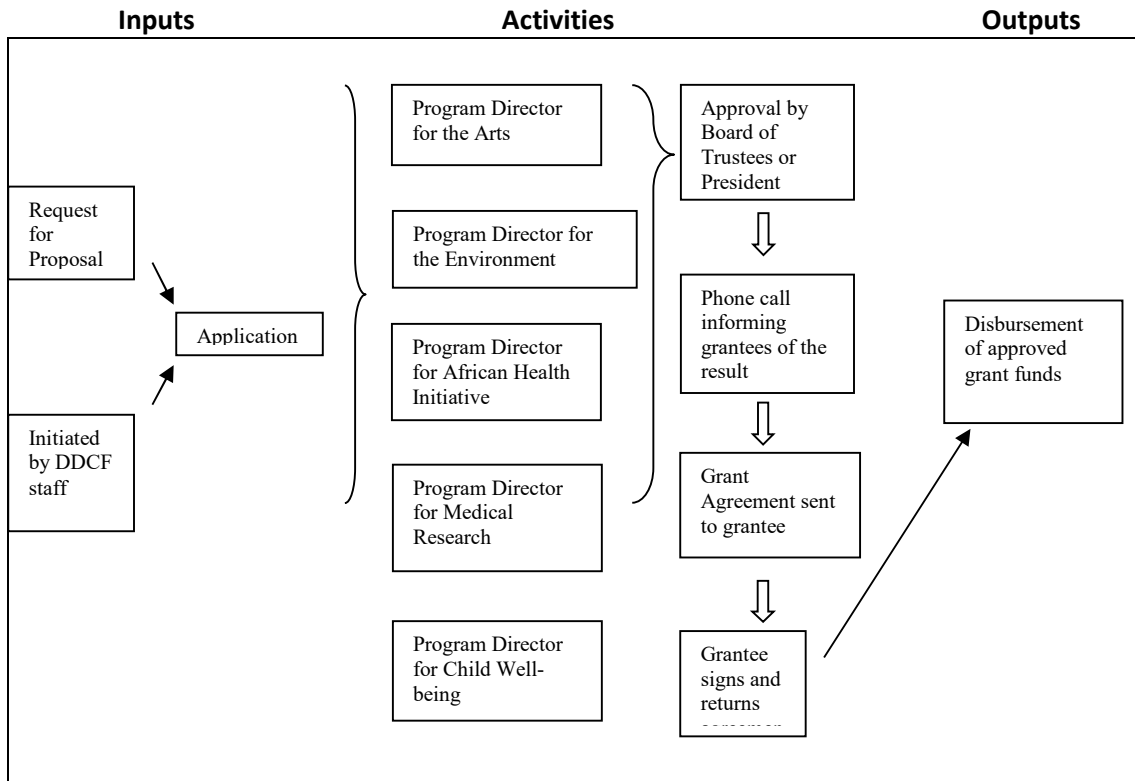 Inputs
Activities
Outputs
Request
for
Proposal
Initiated
by DDCF
staff
Application
Program Director
for the Arts
Program Director for
the Environment
Program Director
for African Health
Initiative
Program Director
for Medical
Research
Program Director
for Child Well-
being
Approval by
Board of
Trustees or
President
Phone call
informing
grantees of the
result
Grant
Agreement sent
to grantee
Grantee
signs and
returns
Disbursement
of approved
grant funds